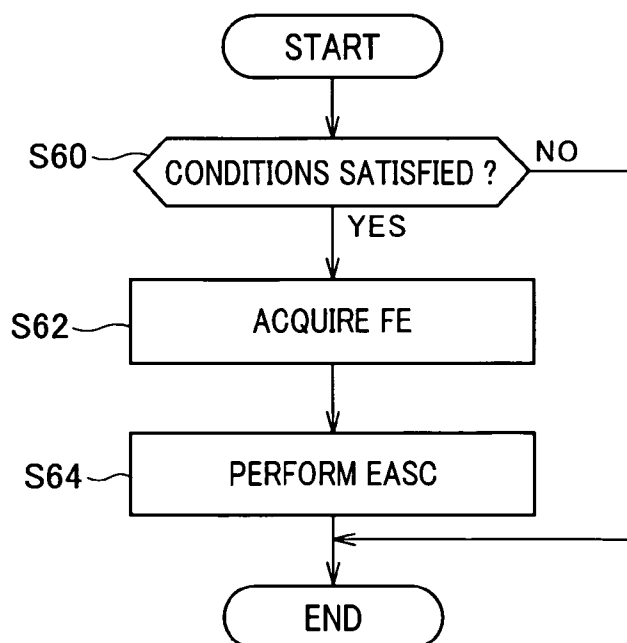 START
S60
CONDITIONS SATISFIED ?
NO
YES
S62
ACQUIRE FE
S64
PERFORM EASC
END